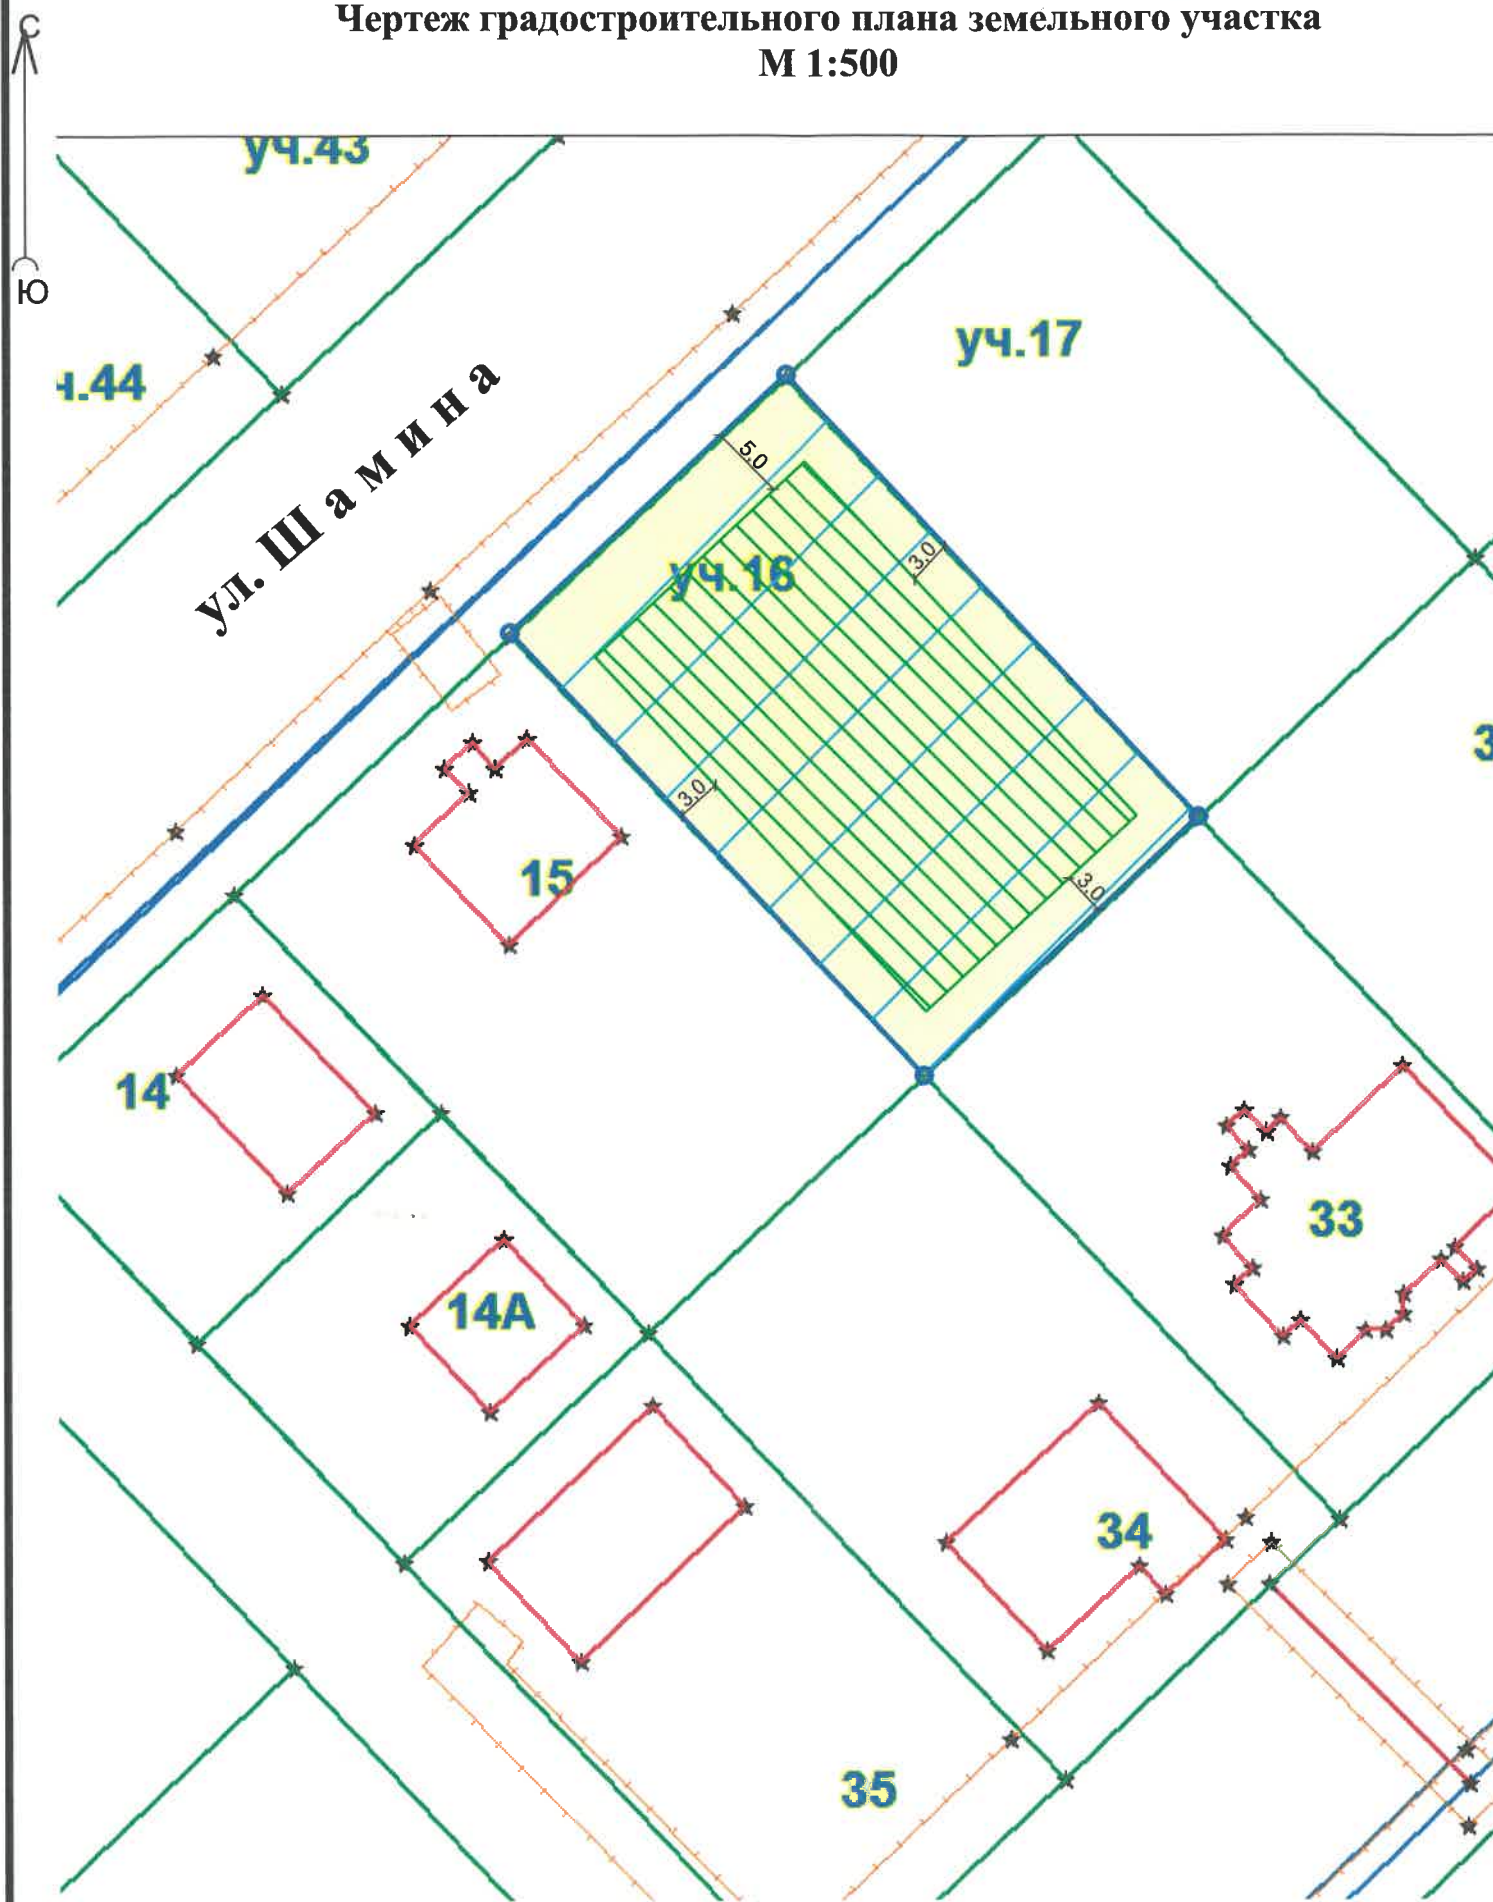 Чертеж градостроительного плана земельного участка
М 1:500
С
Ю
уч.43
ч.44
ул. Шамина
уч.17
5,0
3,0
уч.16
3,0
3,0
15
14
14А
33
34
35